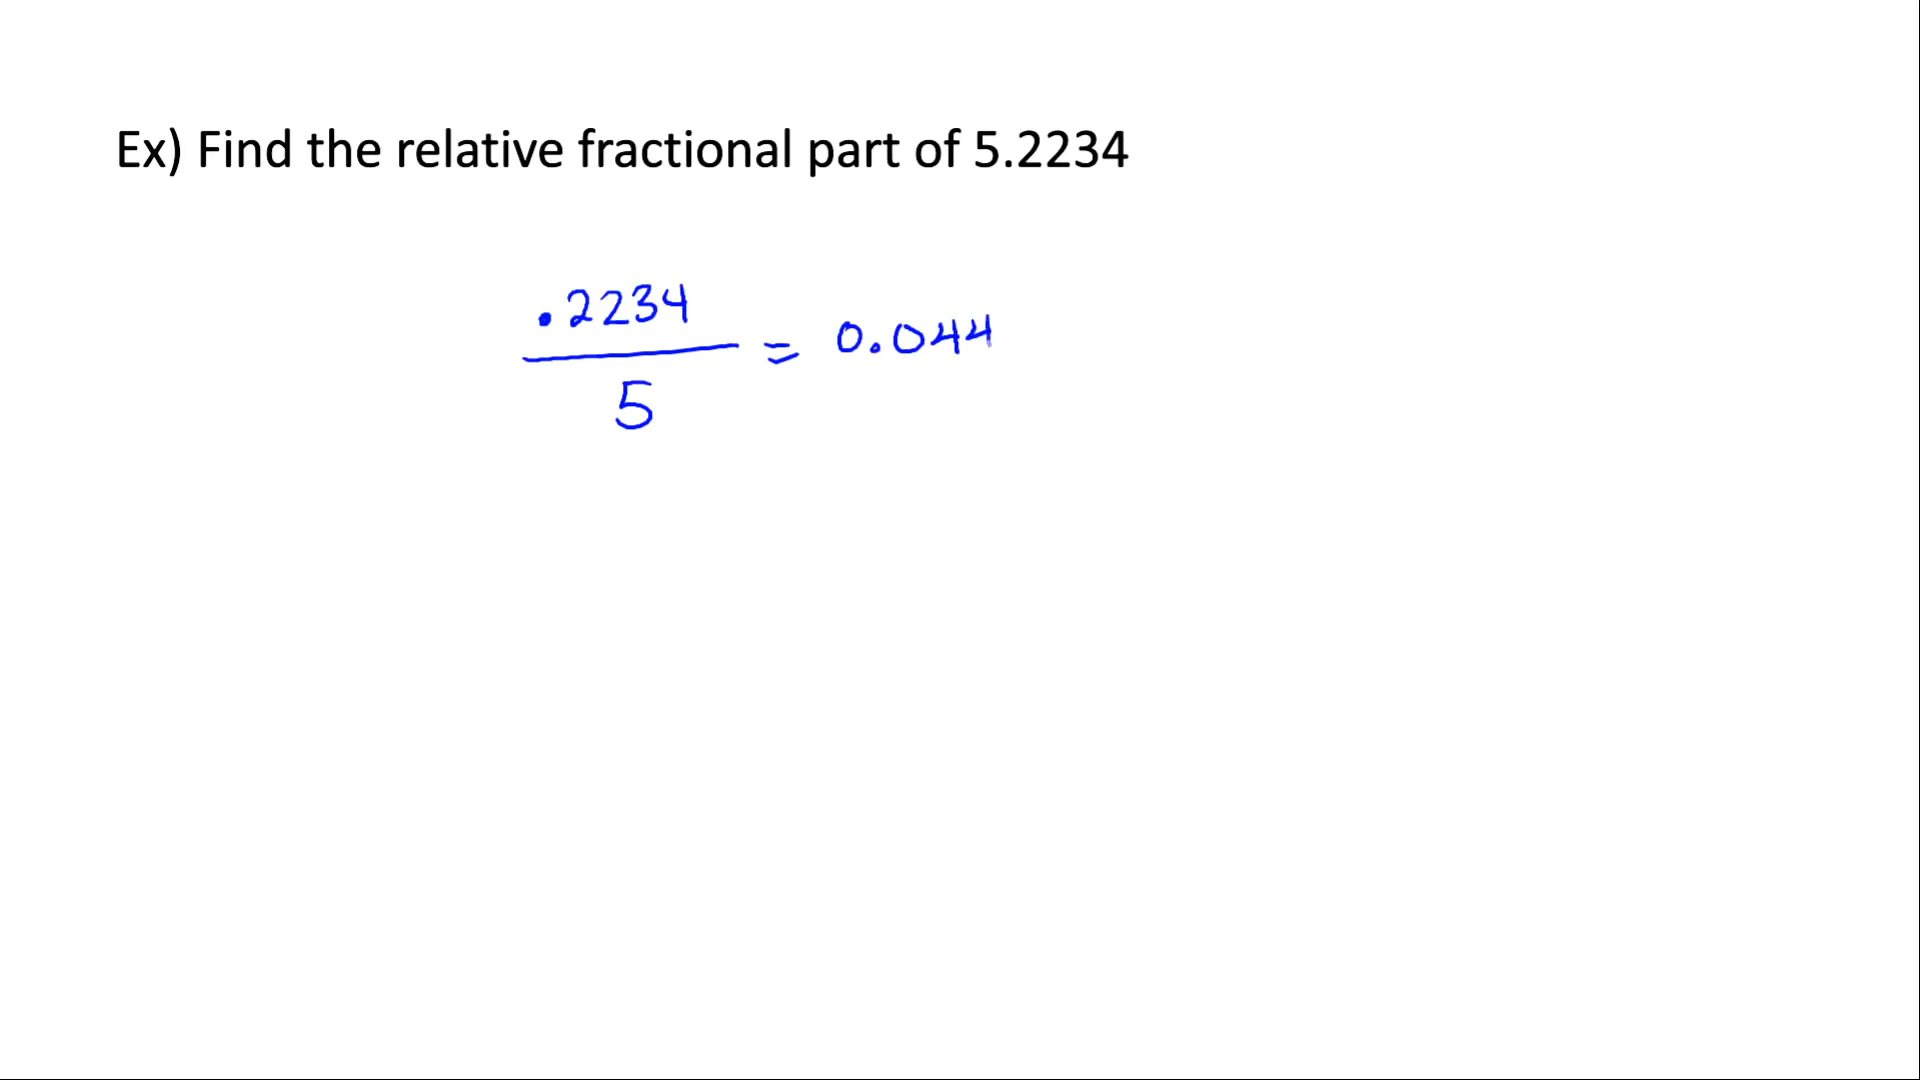 Ex) Find the relative fractional part of 5.2234
.2234
5
= 0.044